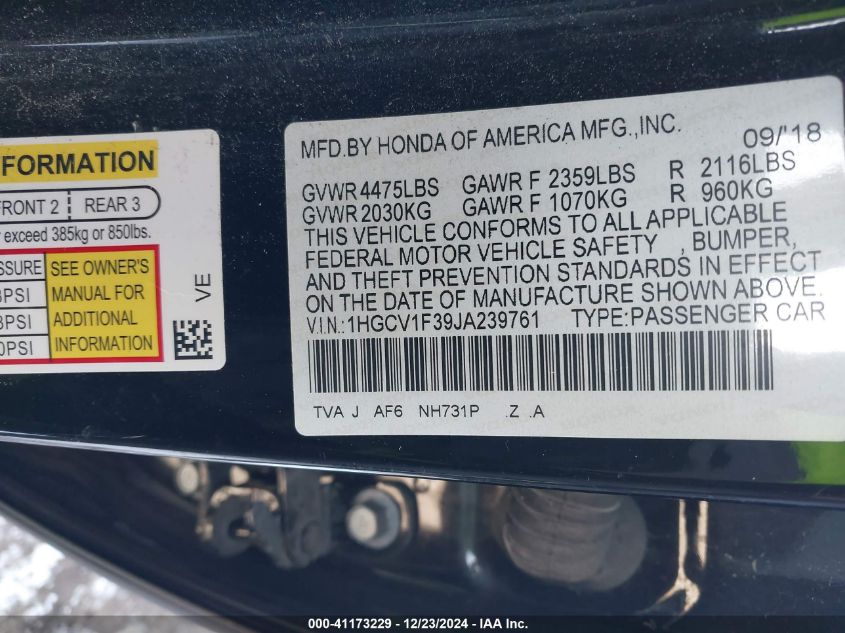 FORMATION
FRONT 2 REAR 3
exceed 385kg or 850lbs.
SSURE SEE OWNER'S
PSI MANUAL FOR
PSI ADDITIONAL
0PSI INFORMATION
VE
MFD.BY HONDA OF AMERICA MFG.,INC. 09/'18
GVWR 4475LBS GAWR F 2359LBS R 2116LBS
GVWR 2030KG GAWR F 1070KG R 960KG
THIS VEHICLE CONFORMS TO ALL APPLICABLE
FEDERAL MOTOR VEHICLE SAFETY , BUMPER,
AND THEFT PREVENTION STANDARDS IN EFFECT
ON THE DATE OF MANUFACTURE SHOWN ABOVE.
V.I.N.:1HGCV1F39JA239761 TYPE:PASSENGER CAR
TVA J AF6 NH731P .Z .A
000-41173229 - 12/23/2024 - IAA Inc.